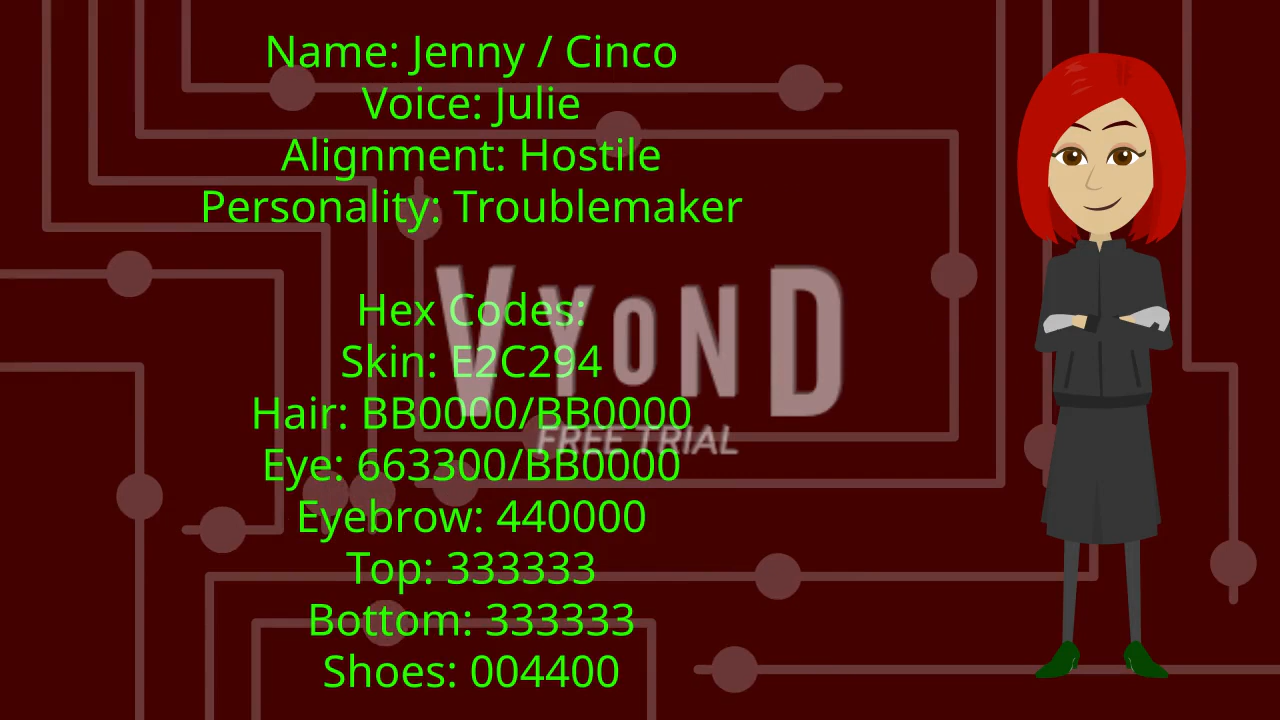 Name: Jenny / Cinco
Voice: Julie
Alignment: Hostile
Personality: Troublemaker
VYOND
FREE TRIAL
Hex Codes:
Skin: E2C294
Hair: BB0000/BB0000
Eye: 663300/BB0000
Eyebrow: 440000
Top: 333333
Bottom: 333333
Shoes: 004400